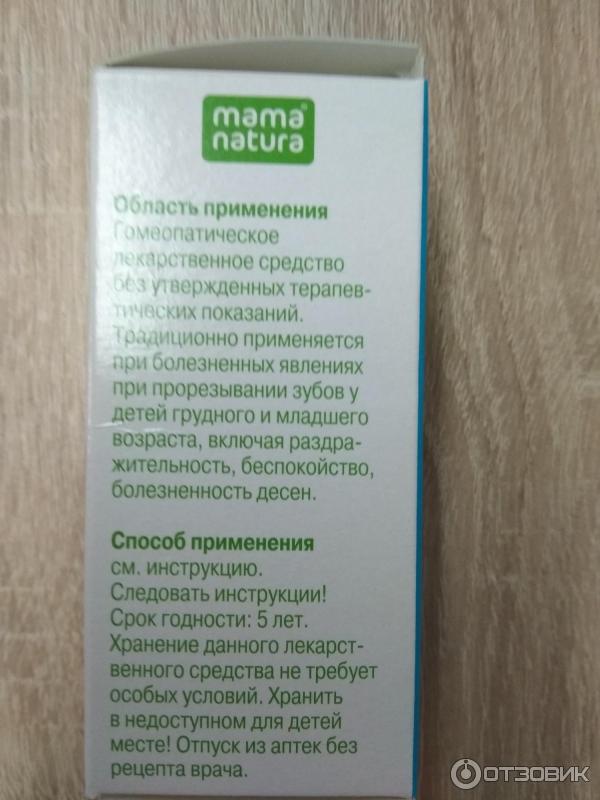 mama
natura
Область применения
Гомеопатическое
лекарственное средство
без утвержденных терапев-
тических показаний.
Традиционно применяется
при болезненных явлениях
при прорезывании зубов у
детей грудного и младшего
возраста, включая раздра-
жительность, беспокойство,
болезненность десен.
Способ применения
см. инструкцию.
Следовать инструкции!
Срок годности: 5 лет.
Хранение данного лекарст-
венного средства не требует
особых условий. Хранить
в недоступном для детей
месте! Отпуск из аптек без
рецепта врача.
ОТЗОВИК